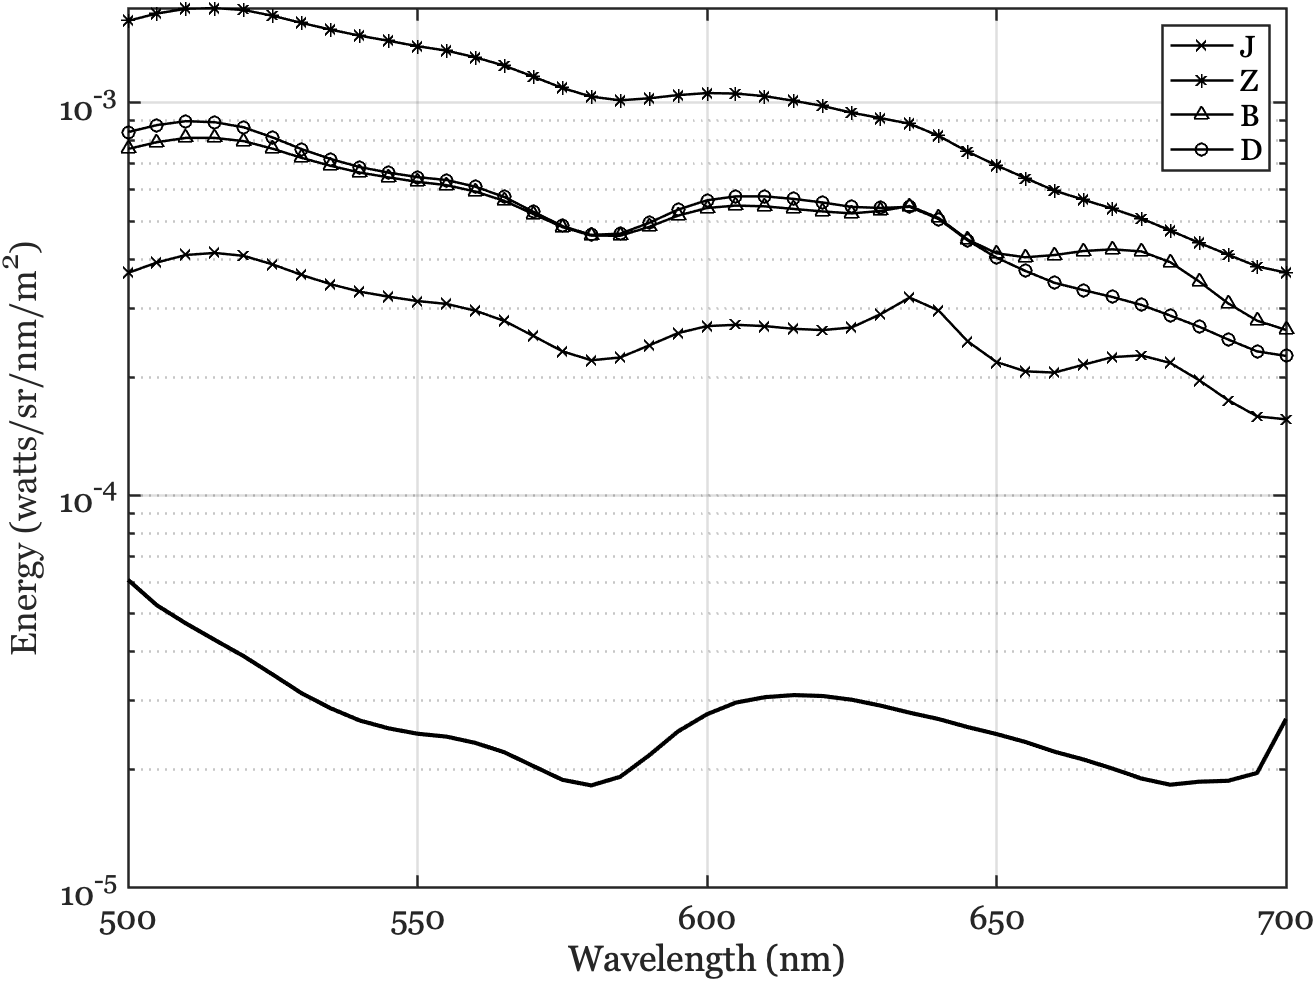 J
Z
B
D
10^-3
10^-4
10^-5
Energy (watts/sr/nm/m^2)
500 550 600 650 700
Wavelength (nm)